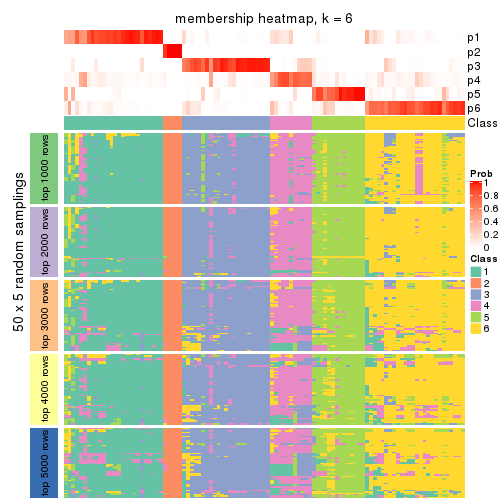 membership heatmap, k = 6
p1
p2
p3
p4
p5
p6
Class
50 x 5 random samplings
top 1000 rows
top 2000 rows
top 3000 rows
top 4000 rows
top 5000 rows
Prob
1
0.8
0.6
0.4
0.2
0
Class
1
2
3
4
5
6